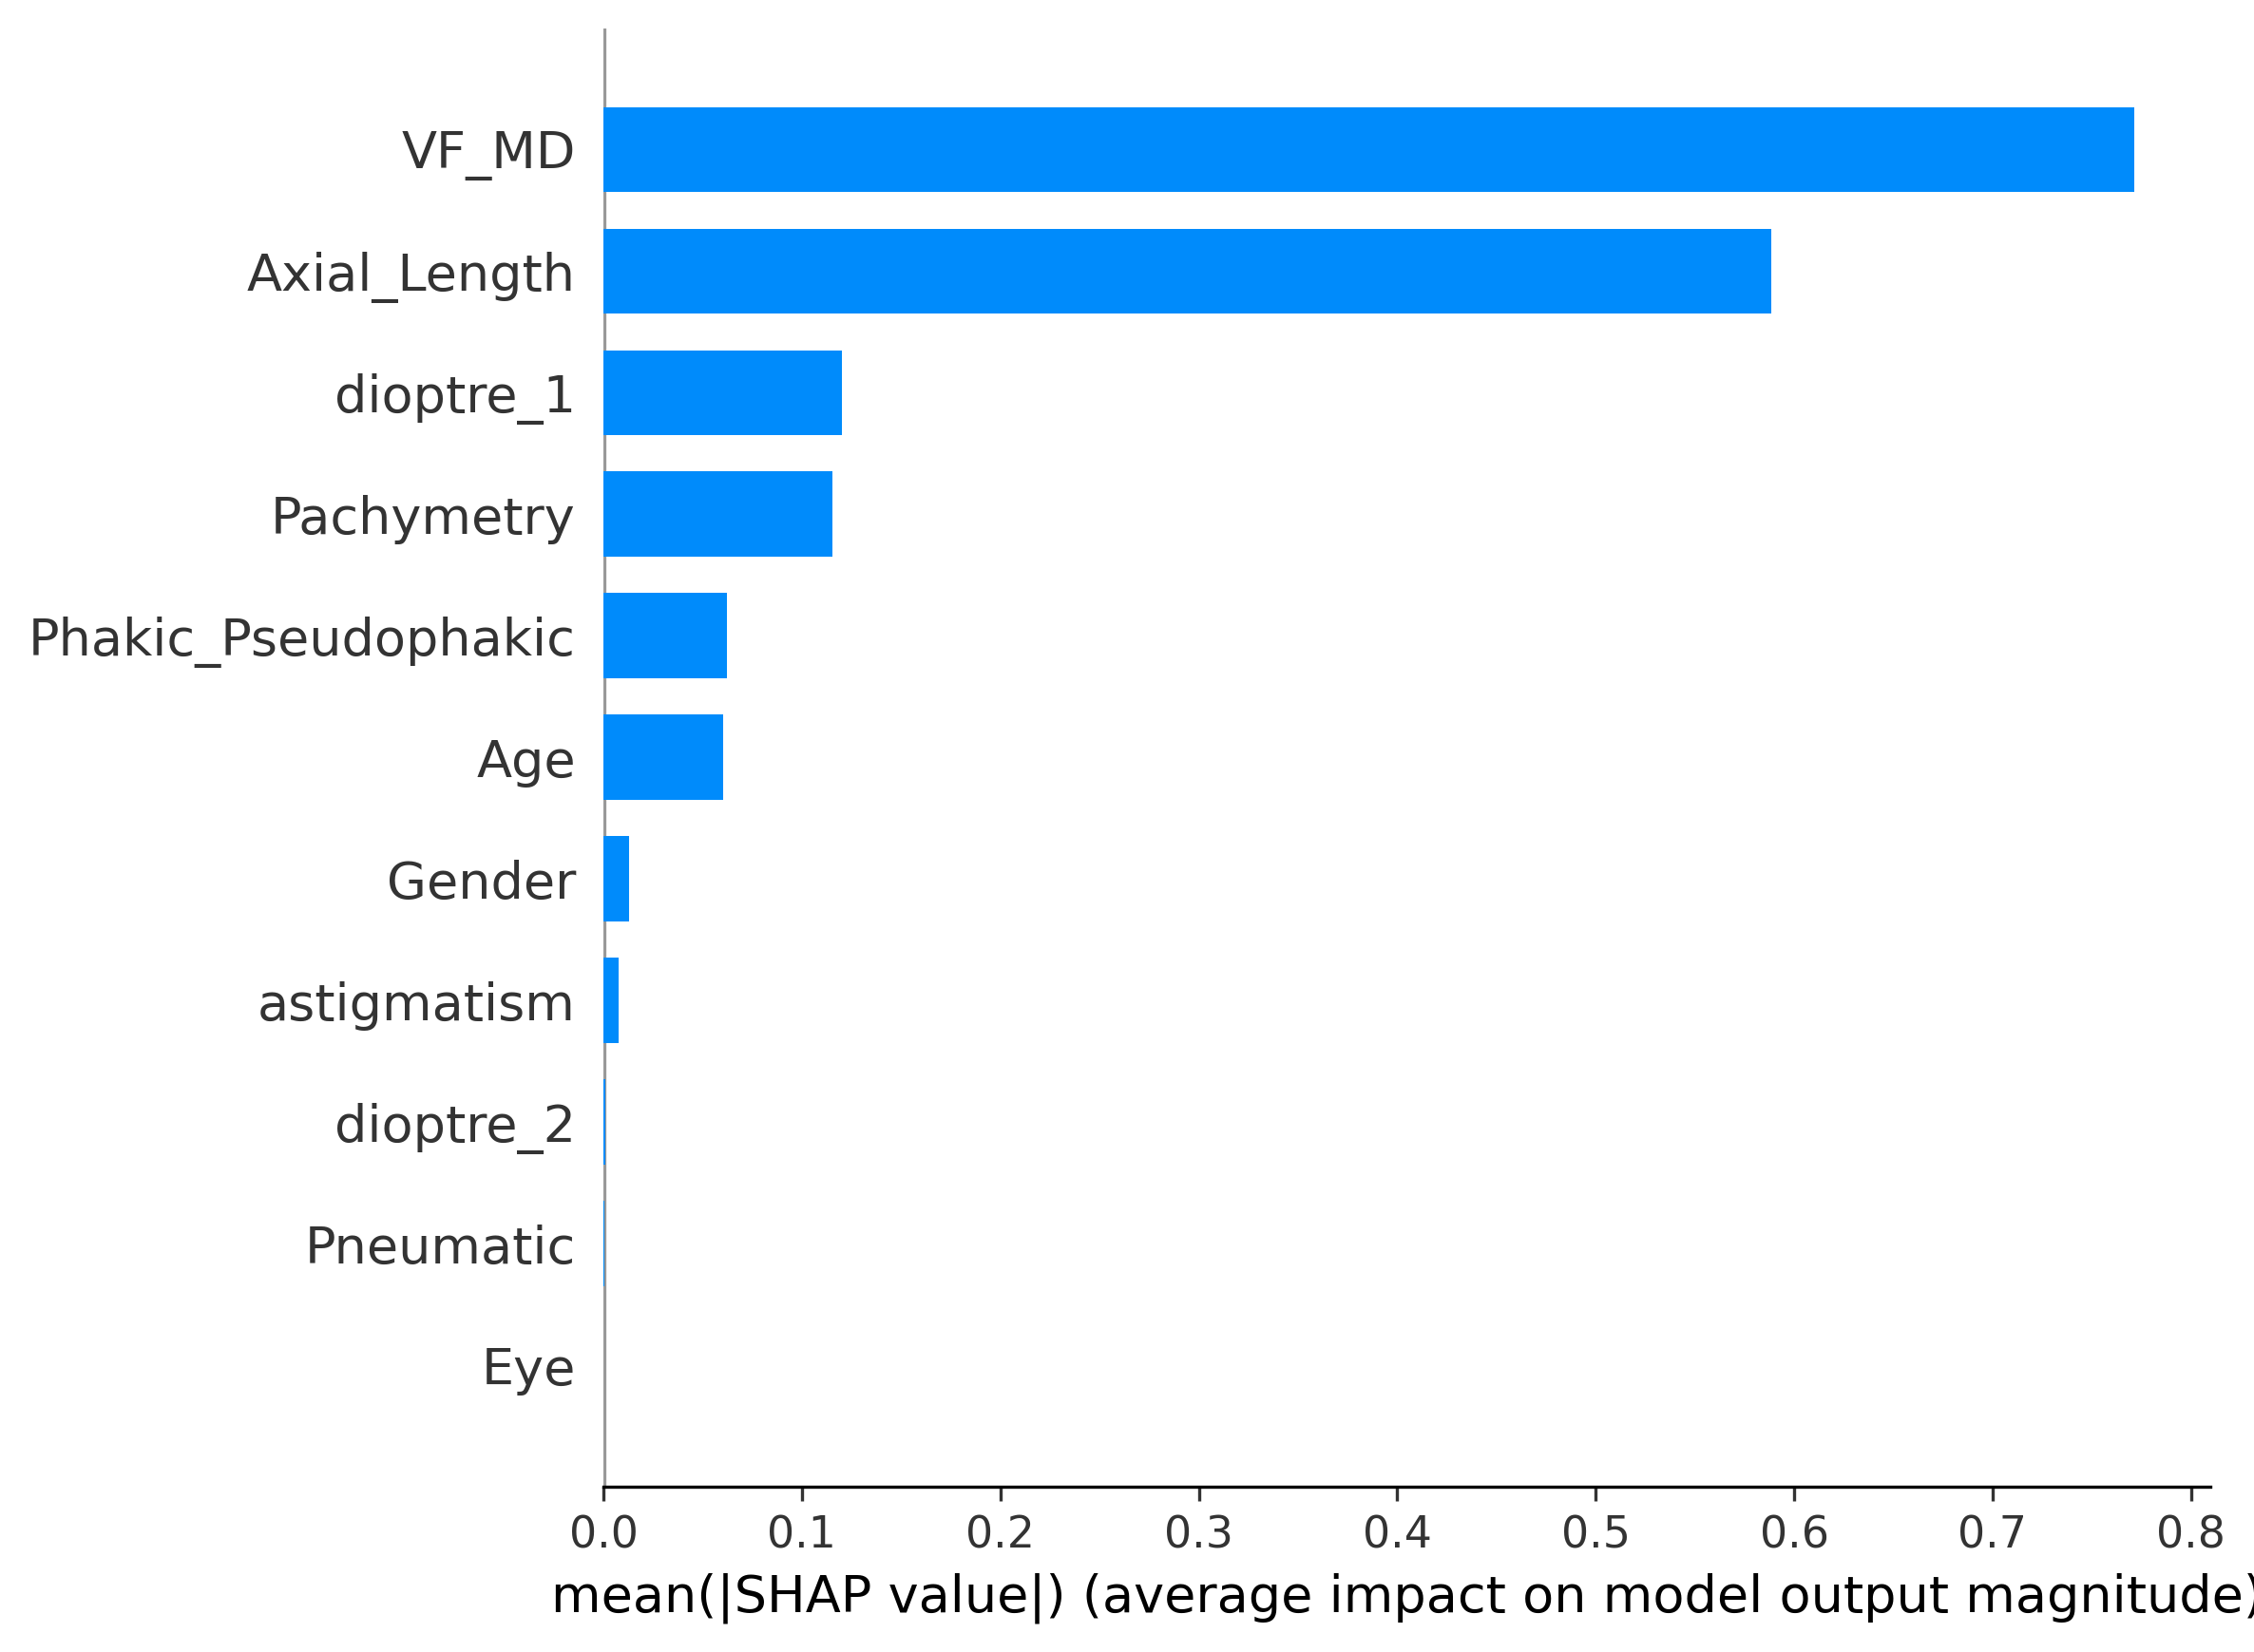 VF_MD
Axial_Length
dioptre_1
Pachymetry
Phakic_Pseudophakic
Age
Gender
astigmatism
dioptre_2
Pneumatic
Eye
0.0 0.1 0.2 0.3 0.4 0.5 0.6 0.7 0.8
mean(|SHAP value|) (average impact on model output magnitude)